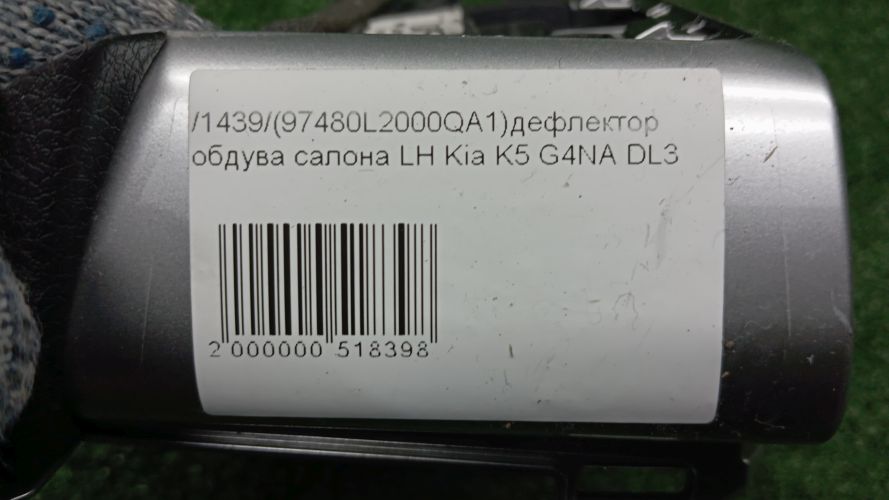 /1439/(97480L2000QA1)дефлектор
обдува салона LH Kia K5 G4NA DL3
2 000000 518398